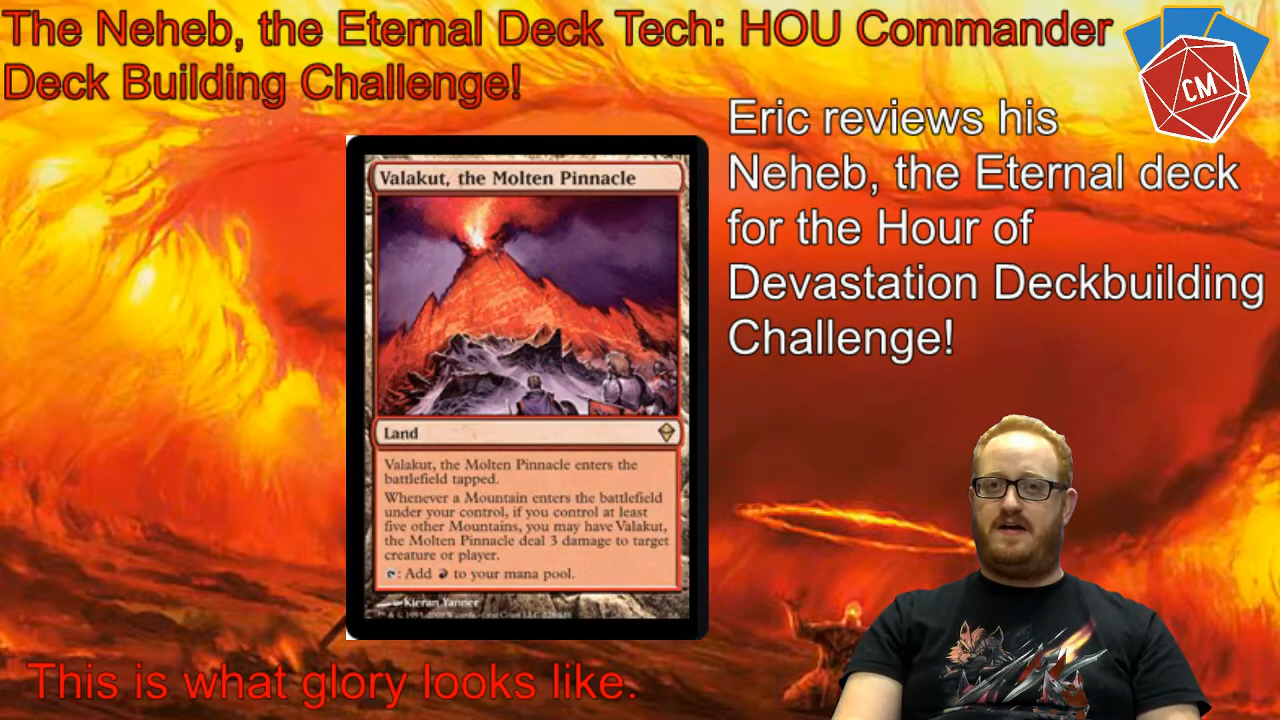 The Neheb, the Eternal Deck Tech: HOU Commander
Deck Building Challenge!
CM
Eric reviews his
Neheb, the Eternal deck
for the Hour of
Devastation Deckbuilding
Challenge!
Valakut, the Molten Pinnacle
Land
Valakut, the Molten Pinnacle enters the
battlefield tapped.
Whenever a Mountain enters the battlefield
under your control, if you control at least
five other Mountains, you may have Valakut,
the Molten Pinnacle deal 3 damage to target
creature or player.
: Add to your mana pool.
Kieran Yanner
This is what glory looks like.